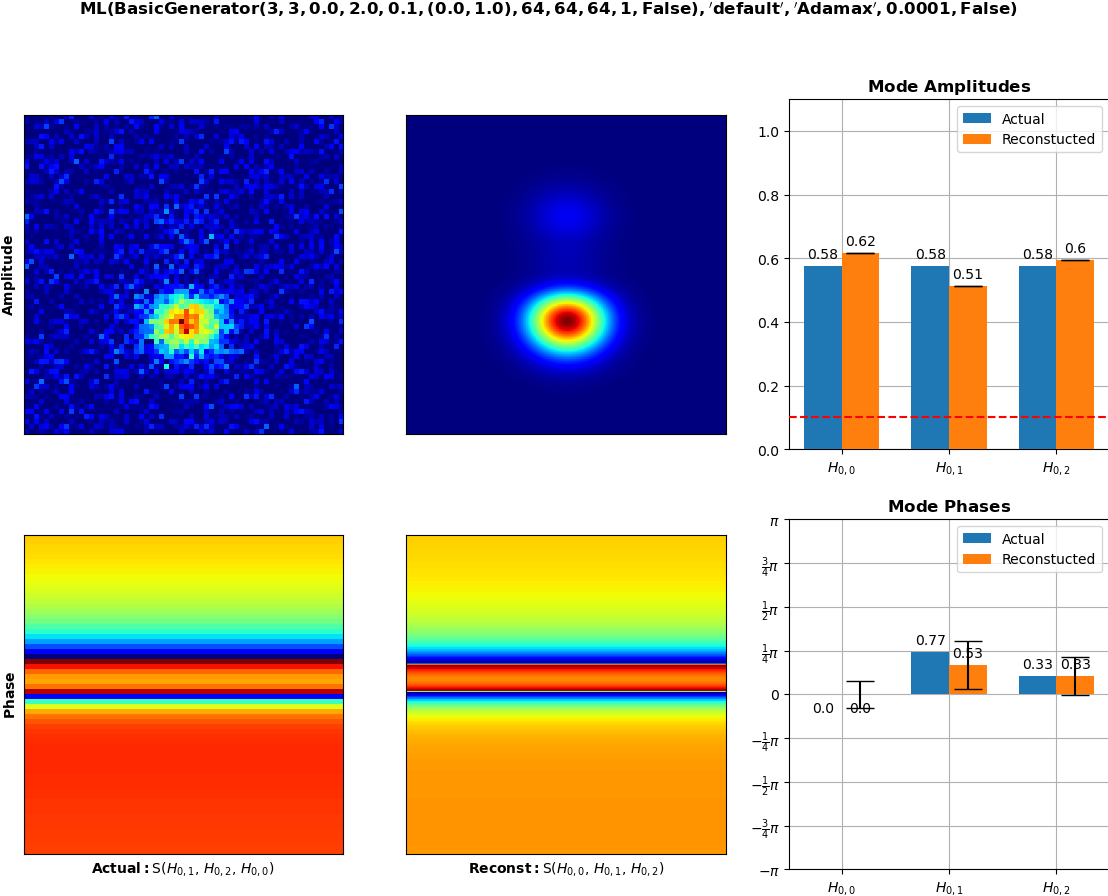 ML(BasicGenerator(3, 3, 0.0, 2.0, 0.1, (0.0, 1.0), 64, 64, 64, 1, False), ′default′, ′Adamax′, 0.0001, False)
Mode Amplitudes
Amplitude
1.0
0.8
0.6
0.4
0.2
0.0
Actual
Reconstucted
0.58
0.62
0.58
0.51
0.58
0.6
H0,0
H0,1
H0,2
Mode Phases
Phase
π
3/4π
1/2π
1/4π
0
−1/4π
−1/2π
−3/4π
−π
Actual
Reconstucted
0.0
0.0
0.77
0.53
0.33
0.33
H0,0
H0,1
H0,2
Actual: S(H0,1, H0,2, H0,0)
Reconst: S(H0,0, H0,1, H0,2)